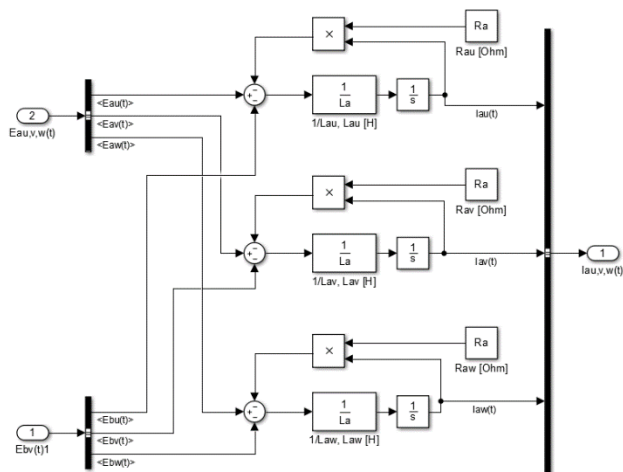 Ra
×
Rau [Ohm]
2
Eau,v,w(t)
<Eau(t)>
<Eav(t)>
<Eaw(t)>
+
−
−
1
La
1
s
1/Lau, Lau [H]
Iau(t)
Ra
×
Rav [Ohm]
+
−
−
1
La
1
s
1/Lav, Lav [H]
Iav(t)
1
Iau,v,w(t)
Ra
×
Raw [Ohm]
+
−
−
1
La
1
s
1/Law, Law [H]
Iaw(t)
1
Ebv(t)1
<Ebu(t)>
<Ebv(t)>
<Ebw(t)>